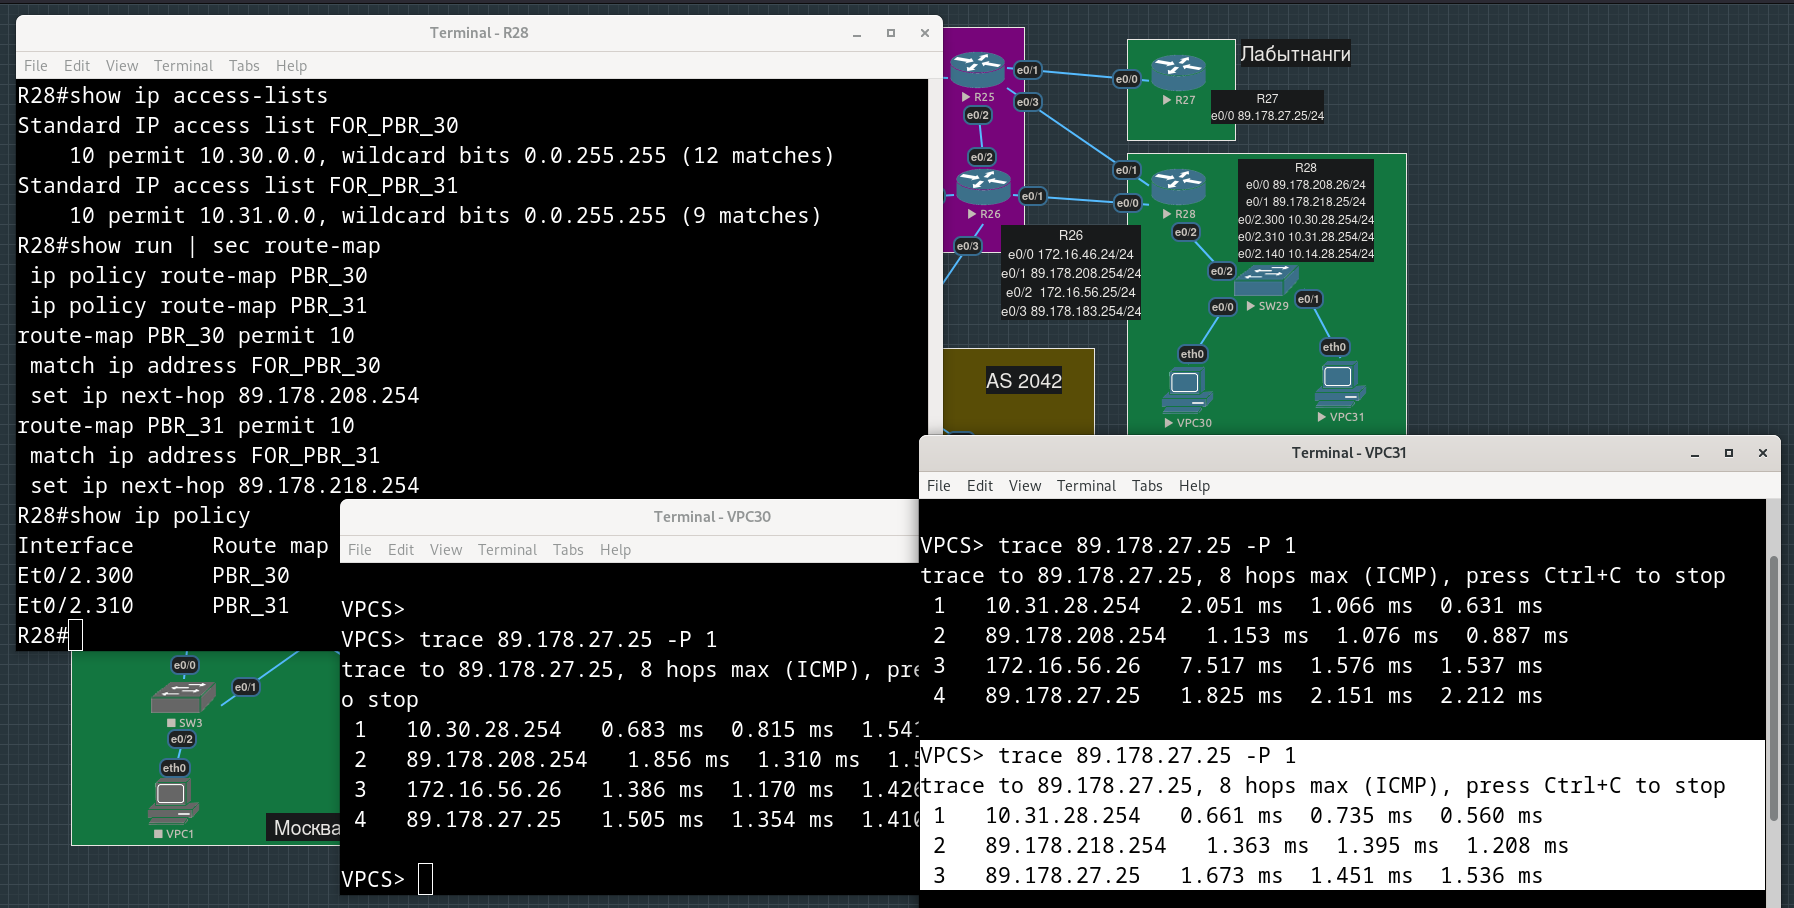 Terminal - R28
File Edit View Terminal Tabs Help
R28#show ip access-lists
Standard IP access list FOR_PBR_30
    10 permit 10.30.0.0, wildcard bits 0.0.255.255 (12 matches)
Standard IP access list FOR_PBR_31
    10 permit 10.31.0.0, wildcard bits 0.0.255.255 (9 matches)
R28#show run | sec route-map
 ip policy route-map PBR_30
 ip policy route-map PBR_31
route-map PBR_30 permit 10
 match ip address FOR_PBR_30
 set ip next-hop 89.178.208.254
route-map PBR_31 permit 10
 match ip address FOR_PBR_31
 set ip next-hop 89.178.218.254
R28#show ip policy
Interface      Route map
Et0/2.300      PBR_30
Et0/2.310      PBR_31
R28#
e0/1
R25
e0/3
e0/2
e0/2
R26
e0/1
e0/3
R26
e0/0 172.16.46.24/24
e0/1 89.178.208.254/24
e0/2 172.16.56.25/24
e0/3 89.178.183.254/24
AS 2042
Лабытнанги
e0/0
R27
R27
e0/0 89.178.27.25/24
e0/1
e0/0
R28
e0/2
R28
e0/0 89.178.208.26/24
e0/1 89.178.218.25/24
e0/2.300 10.30.28.254/24
e0/2.310 10.31.28.254/24
e0/2.140 10.14.28.254/24
e0/2
SW29
e0/0
e0/1
eth0
eth0
VPC30
VPC31
e0/0
e0/1
SW3
e0/2
eth0
VPC1
Москва
Terminal - VPC30
File Edit View Terminal Tabs Help
VPCS>
VPCS> trace 89.178.27.25 -P 1
trace to 89.178.27.25, 8 hops max (ICMP), pre
o stop
 1   10.30.28.254   0.683 ms  0.815 ms  1.541
 2   89.178.208.254   1.856 ms  1.310 ms  1.5
 3   172.16.56.26   1.386 ms  1.170 ms  1.426
 4   89.178.27.25   1.505 ms  1.354 ms  1.410
VPCS>
Terminal - VPC31
File Edit View Terminal Tabs Help
VPCS> trace 89.178.27.25 -P 1
trace to 89.178.27.25, 8 hops max (ICMP), press Ctrl+C to stop
 1   10.31.28.254   2.051 ms  1.066 ms  0.631 ms
 2   89.178.208.254   1.153 ms  1.076 ms  0.887 ms
 3   172.16.56.26   7.517 ms  1.576 ms  1.537 ms
 4   89.178.27.25   1.825 ms  2.151 ms  2.212 ms
VPCS> trace 89.178.27.25 -P 1
trace to 89.178.27.25, 8 hops max (ICMP), press Ctrl+C to stop
 1   10.31.28.254   0.661 ms  0.735 ms  0.560 ms
 2   89.178.218.254   1.363 ms  1.395 ms  1.208 ms
 3   89.178.27.25   1.673 ms  1.451 ms  1.536 ms